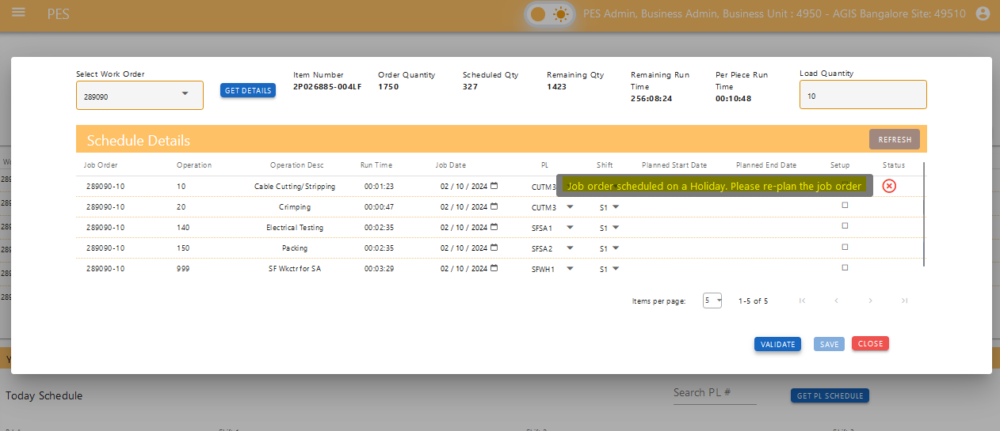 PES
PES Admin, Business Admin, Business Unit : 4950 - AGIS Bangalore Site: 49510
Select Work Order
289090
GET DETAILS
Item Number
2P026885-004LF
Order Quantity
1750
Scheduled Qty
327
Remaining Qty
1423
Remaining Run
Time
256:08:24
Per Piece Run
Time
00:10:48
Load Quantity
10
Schedule Details
REFRESH
Job Order Operation Operation Desc Run Time Job Date PL Shift Planned Start Date Planned End Date Setup Status
289090-10 10 Cable Cutting/Stripping 00:01:23 02 / 10 / 2024 CUTM3
Job order scheduled on a Holiday. Please re-plan the job order
289090-10 20 Crimping 00:00:47 02 / 10 / 2024 CUTM3 S1
289090-10 140 Electrical Testing 00:02:35 02 / 10 / 2024 SFSA1 S1
289090-10 150 Packing 00:02:35 02 / 10 / 2024 SFSA2 S1
289090-10 999 SF Wkctr for SA 00:03:29 02 / 10 / 2024 SFWH1 S1
Items per page: 5 1-5 of 5
VALIDATE SAVE CLOSE
Today Schedule
Search PL #
GET PL SCHEDULE